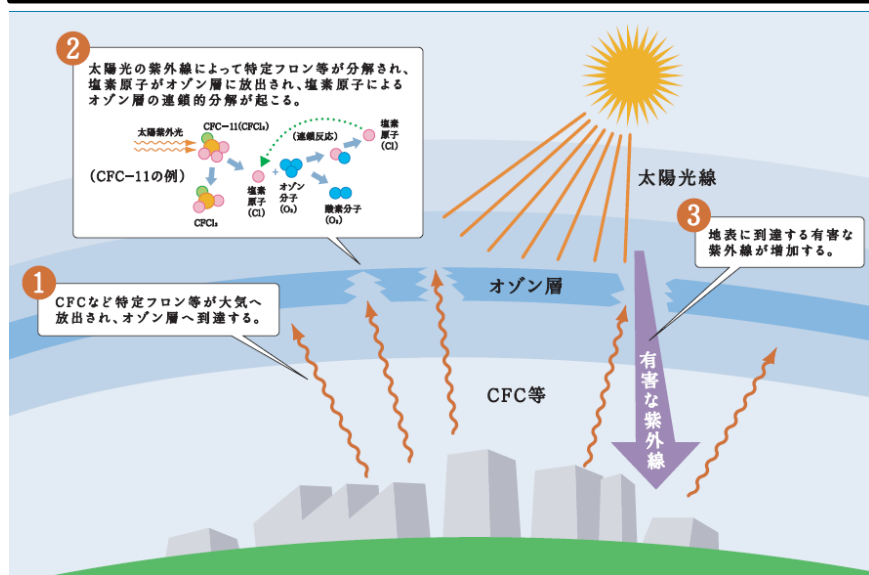 2
太陽光の紫外線によって特定フロン等が分解され、
塩素原子がオゾン層に放出され、塩素原子による
オゾン層の連鎖的分解が起こる。
太陽紫外光
CFC-11(CFCl₃)
(連鎖反応)
塩素
原子
(Cl)
(CFC-11の例)
CFCl₂
塩素
原子
(Cl)
+
オゾン
分子
(O₃)
酸素分子
(O₂)
太陽光線
3
地表に到達する有害な
紫外線が増加する。
オゾン層
1
CFCなど特定フロン等が大気へ
放出され、オゾン層へ到達する。
CFC等
有害な紫外線